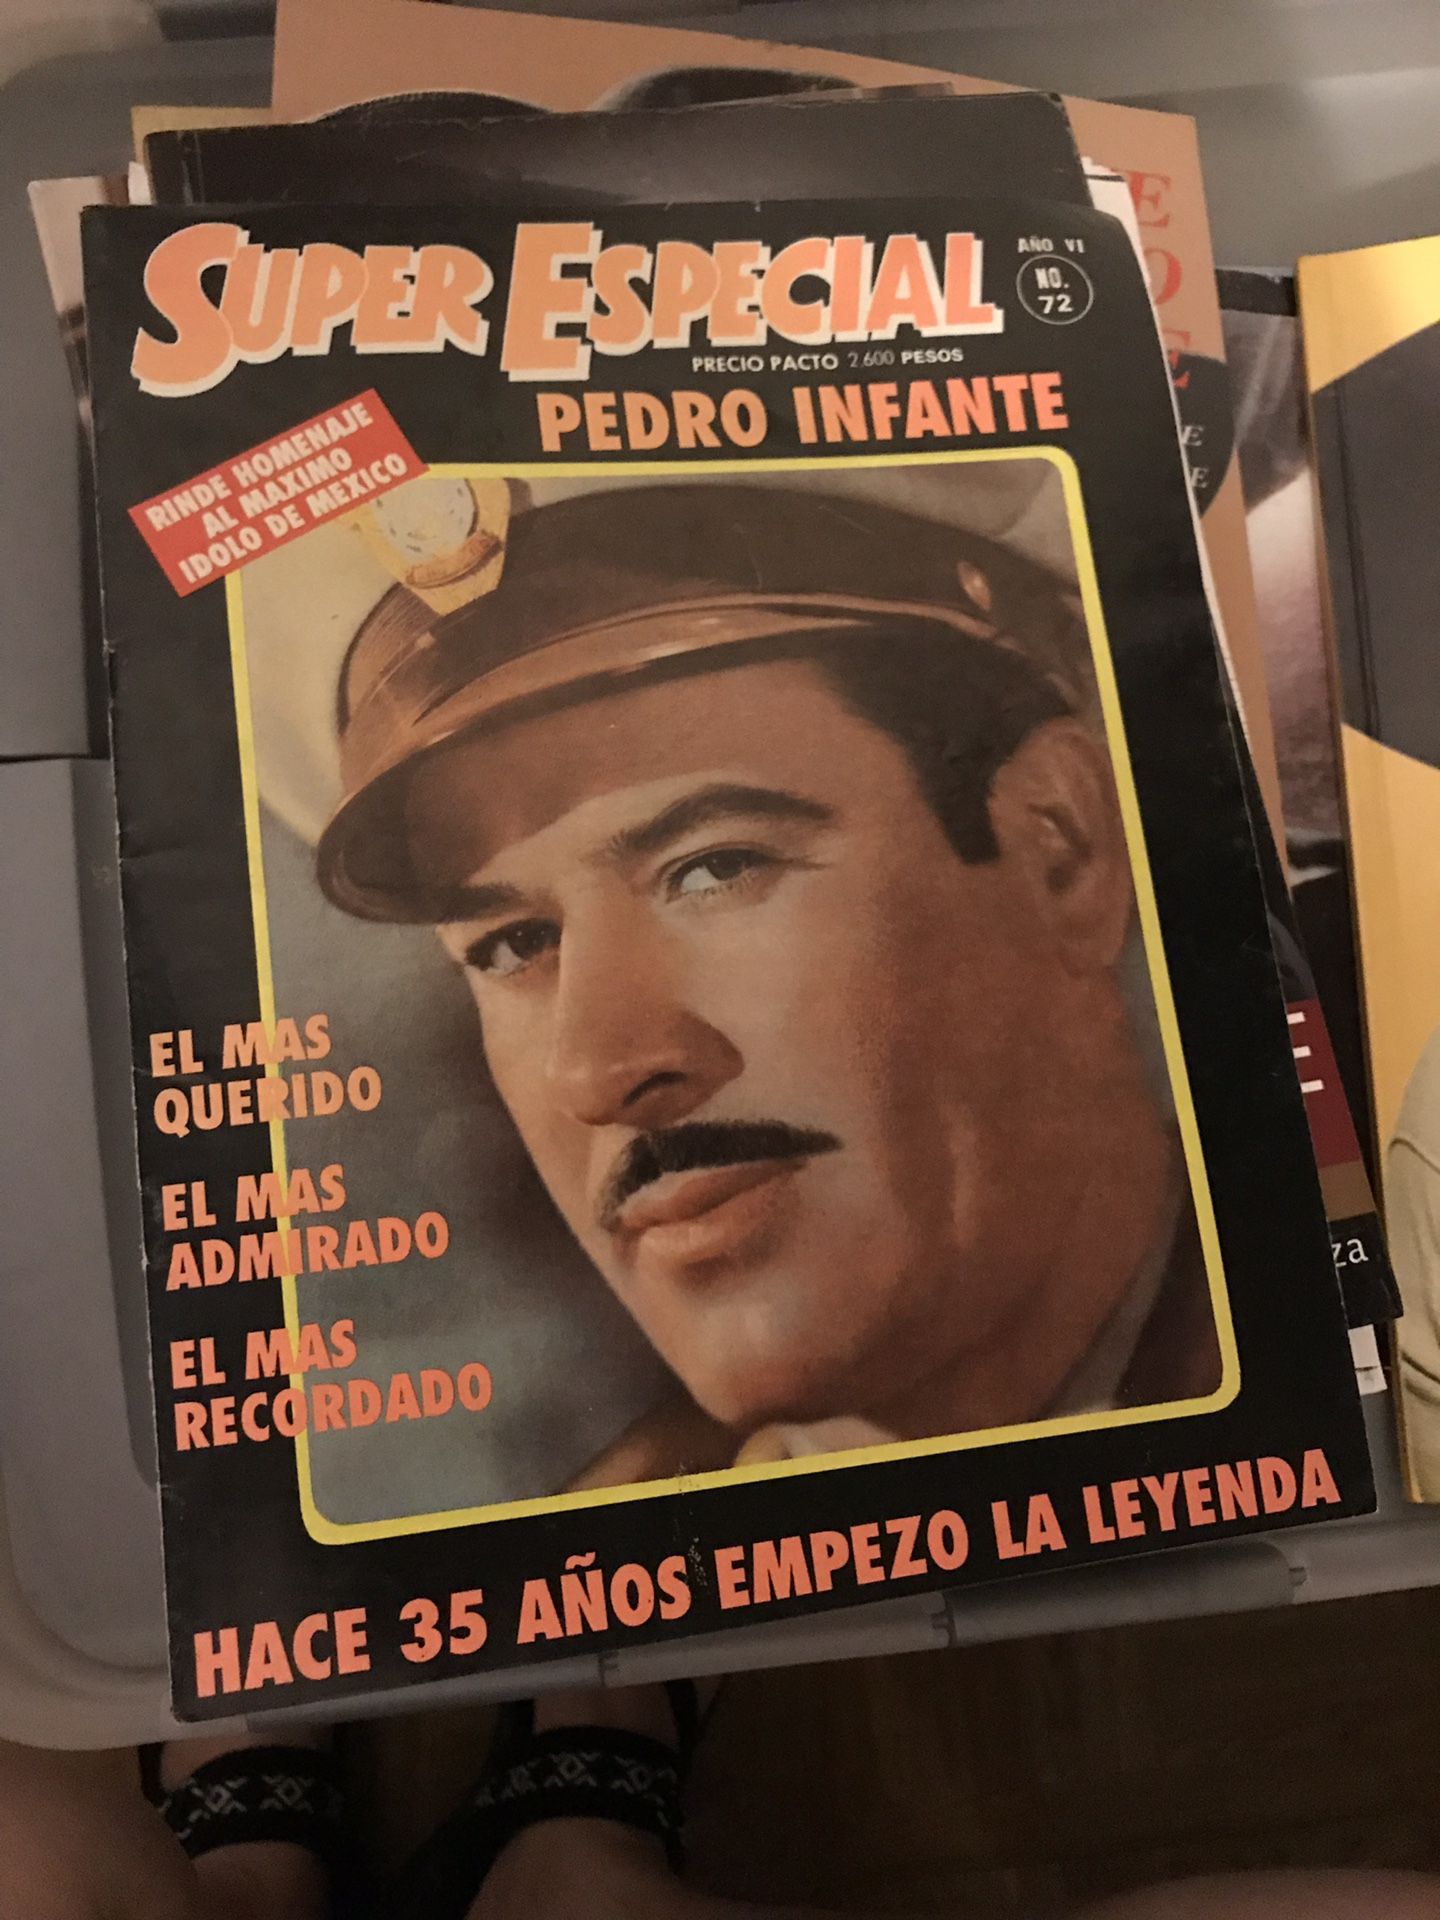 SUPER ESPECIAL
AÑO VI
NO.
72
PRECIO PACTO 2,600 PESOS
PEDRO INFANTE
RINDE HOMENAJE
AL MAXIMO
IDOLO DE MEXICO
EL MAS
QUERIDO
EL MAS
ADMIRADO
EL MAS
RECORDADO
HACE 35 AÑOS EMPEZO LA LEYENDA